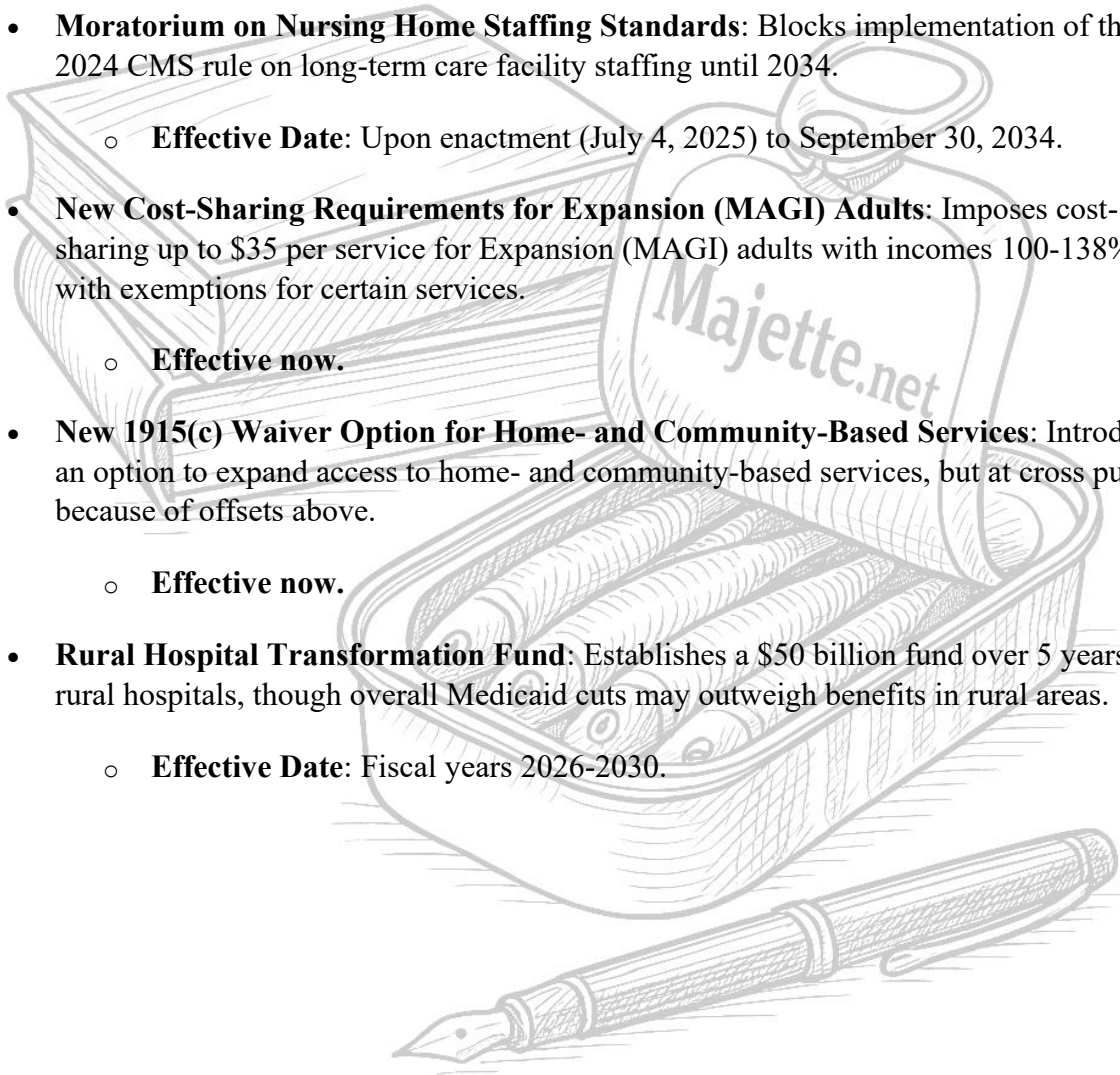 • Moratorium on Nursing Home Staffing Standards: Blocks implementation of
2024 CMS rule on long-term care facility staffing until 2034.
o Effective Date: Upon enactment (July 4, 2025) to September 30, 2034.
• New Cost-Sharing Requirements for Expansion (MAGI) Adults: Imposes cost-
sharing up to $35 per service for Expansion (MAGI) adults with incomes 100-138%
with exemptions for certain services.
Majette.net
o Effective now.
• New 1915(c) Waiver Option for Home- and Community-Based Services:
an option to expand access to home- and community-based services, but at cross
because of offsets above.
o Effective now.
• Rural Hospital Transformation Fund: Establishes a $50 billion fund over 5 years
rural hospitals, though overall Medicaid cuts may outweigh benefits in rural areas.
o Effective Date: Fiscal years 2026-2030.